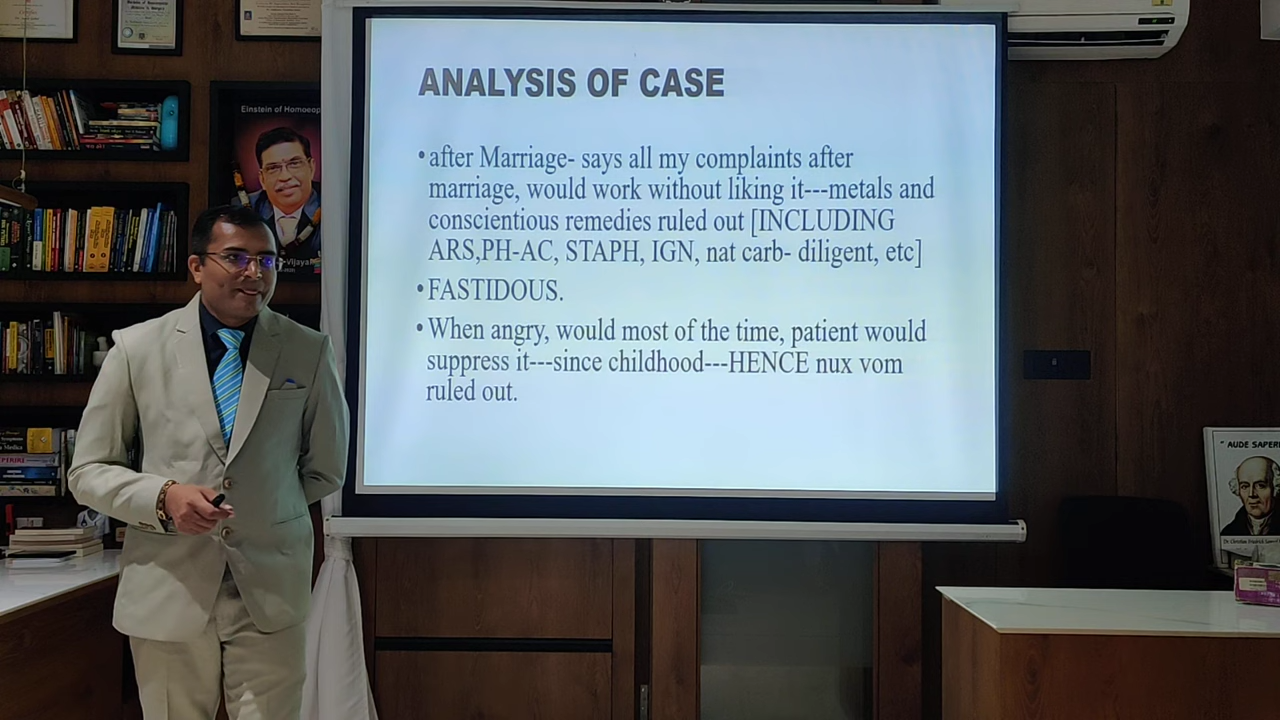 Einstein of Homoeop
Vijay
ANALYSIS OF CASE
•after Marriage- says all my complaints after
marriage, would work without liking it---metals and
conscientious remedies ruled out [INCLUDING
ARS,PH-AC, STAPH, IGN, nat carb- diligent, etc]
•FASTIDOUS.
•When angry, would most of the time, patient would
suppress it---since childhood---HENCE nux vom
ruled out.
" AUDE SAPERE